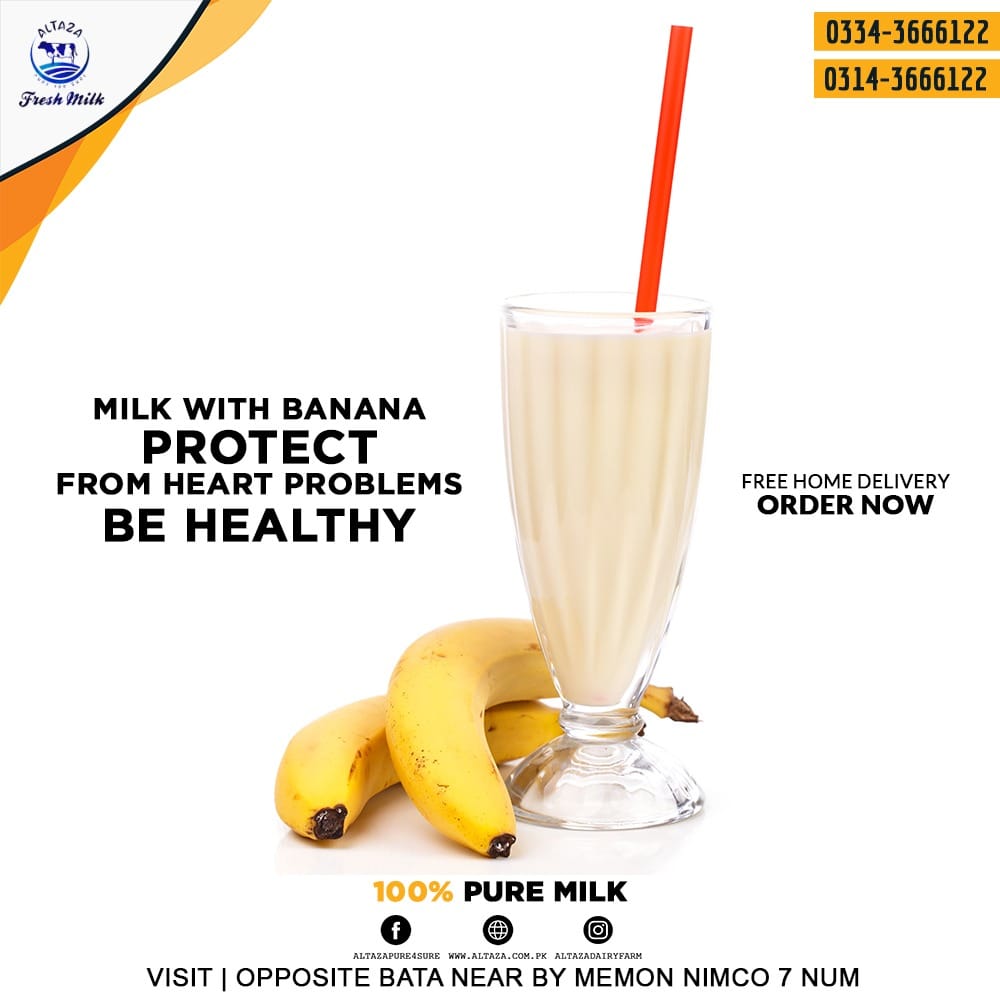 ALTAZA
Fresh Milk
0334-3666122
0314-3666122
MILK WITH BANANA
PROTECT
FROM HEART PROBLEMS
BE HEALTHY
FREE HOME DELIVERY
ORDER NOW
100% PURE MILK
ALTAZAPURE4SURE WWW.ALTAZA.COM.PK ALTAZADAIRYFARM
VISIT | OPPOSITE BATA NEAR BY MEMON NIMCO 7 NUM